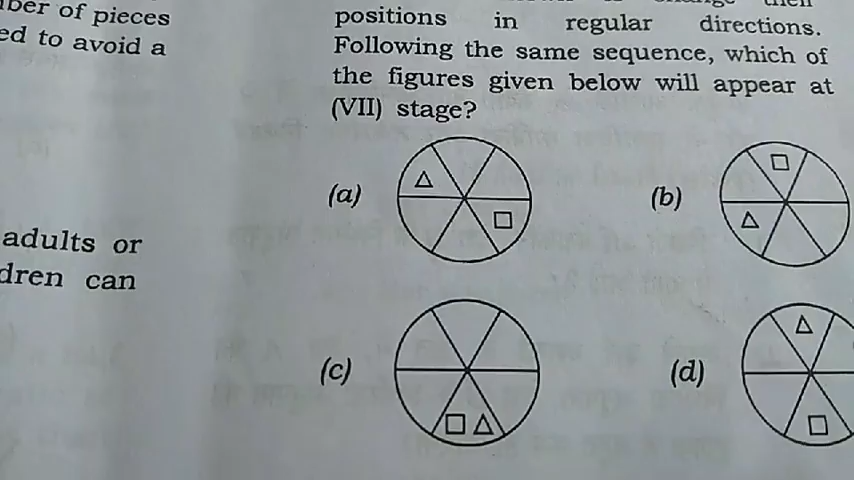 ber of pieces
ed to avoid a
adults or
dren can
positions in regular directions.
Following the same sequence, which of
the figures given below will appear at
(VII) stage?
(a)
(b)
(c)
(d)